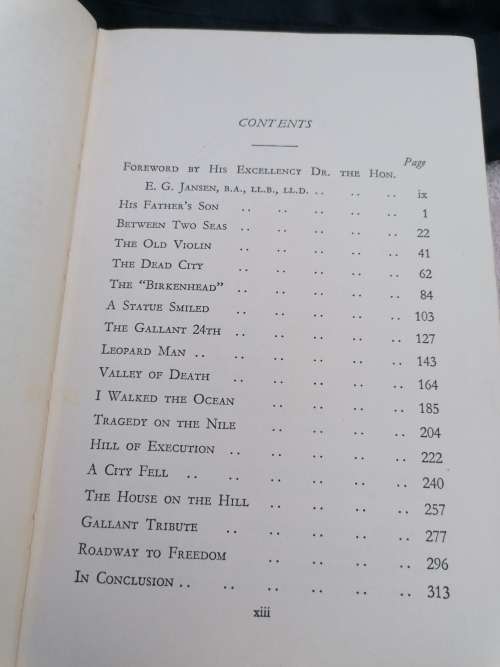 CONTENTS
Page
FOREWORD BY HIS EXCELLENCY DR. THE HON.
E. G. JANSEN, B.A., LL.B., LL.D. .. .. .. ix
HIS FATHER'S SON .. .. .. .. .. 1
BETWEEN TWO SEAS .. .. .. .. .. 22
THE OLD VIOLIN .. .. .. .. .. 41
THE DEAD CITY .. .. .. .. .. 62
THE "BIRKENHEAD" .. .. .. .. .. 84
A STATUE SMILED .. .. .. .. .. 103
THE GALLANT 24TH .. .. .. .. .. 127
LEOPARD MAN .. .. .. .. .. .. 143
VALLEY OF DEATH .. .. .. .. .. 164
I WALKED THE OCEAN .. .. .. .. 185
TRAGEDY ON THE NILE .. .. .. .. 204
HILL OF EXECUTION .. .. .. .. .. 222
A CITY FELL .. .. .. .. .. .. 240
THE HOUSE ON THE HILL .. .. .. .. 257
GALLANT TRIBUTE .. .. .. .. .. 277
ROADWAY TO FREEDOM .. .. .. .. 296
IN CONCLUSION .. .. .. .. .. .. 313
xiii